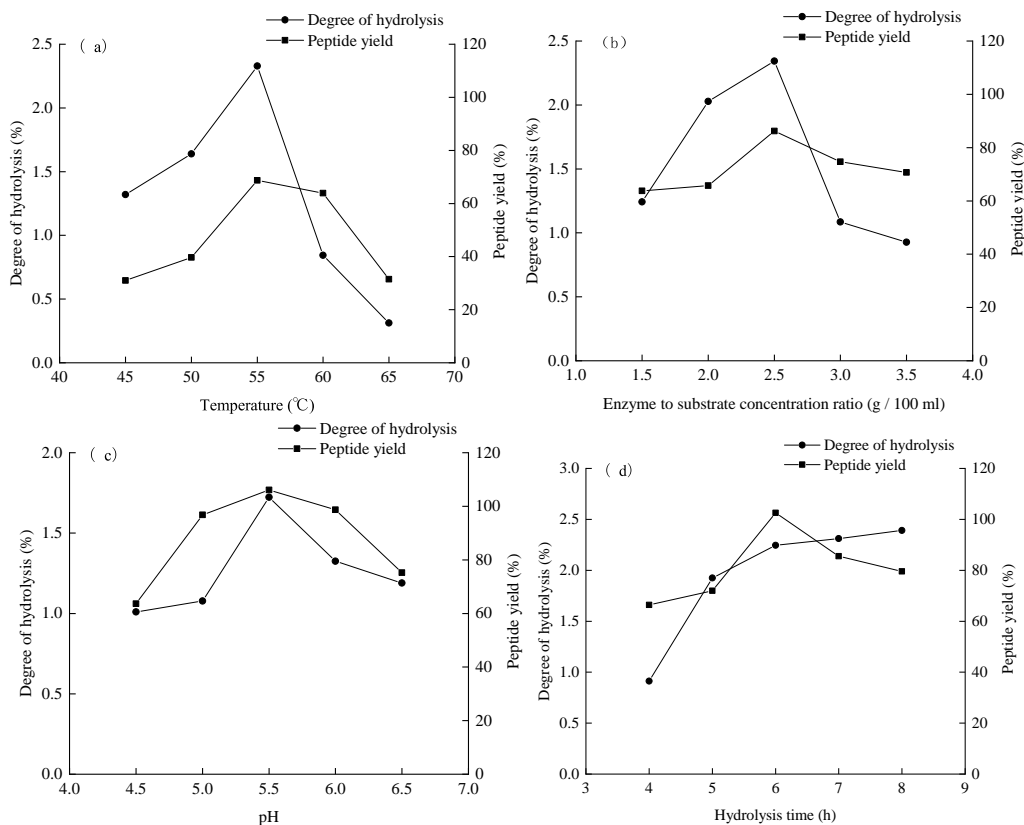 ( a)
Degree of hydrolysis
Peptide yield
2.5
2.0
1.5
1.0
0.5
0.0
Degree of hydrolysis (%)
120
100
80
60
40
20
0
Peptide yield (%)
40 45 50 55 60 65 70
Temperature (℃)
(b)
Degree of hydrolysis
Peptide yield
2.5
2.0
1.5
1.0
0.5
0.0
Degree of hydrolysis (%)
120
100
80
60
40
20
0
Peptide yield (%)
1.0 1.5 2.0 2.5 3.0 3.5 4.0
Enzyme to substrate concentration ratio (g / 100 ml)
( c)
Degree of hydrolysis
Peptide yield
2.0
1.5
1.0
0.5
0.0
Degree of hydrolysis (%)
120
100
80
60
40
20
0
Peptide yield (%)
4.0 4.5 5.0 5.5 6.0 6.5 7.0
pH
( d)
Degree of hydrolysis
Peptide yield
3.0
2.5
2.0
1.5
1.0
0.5
0.0
Degree of hydrolysis (%)
120
100
80
60
40
20
0
Peptide yield (%)
3 4 5 6 7 8 9
Hydrolysis time (h)